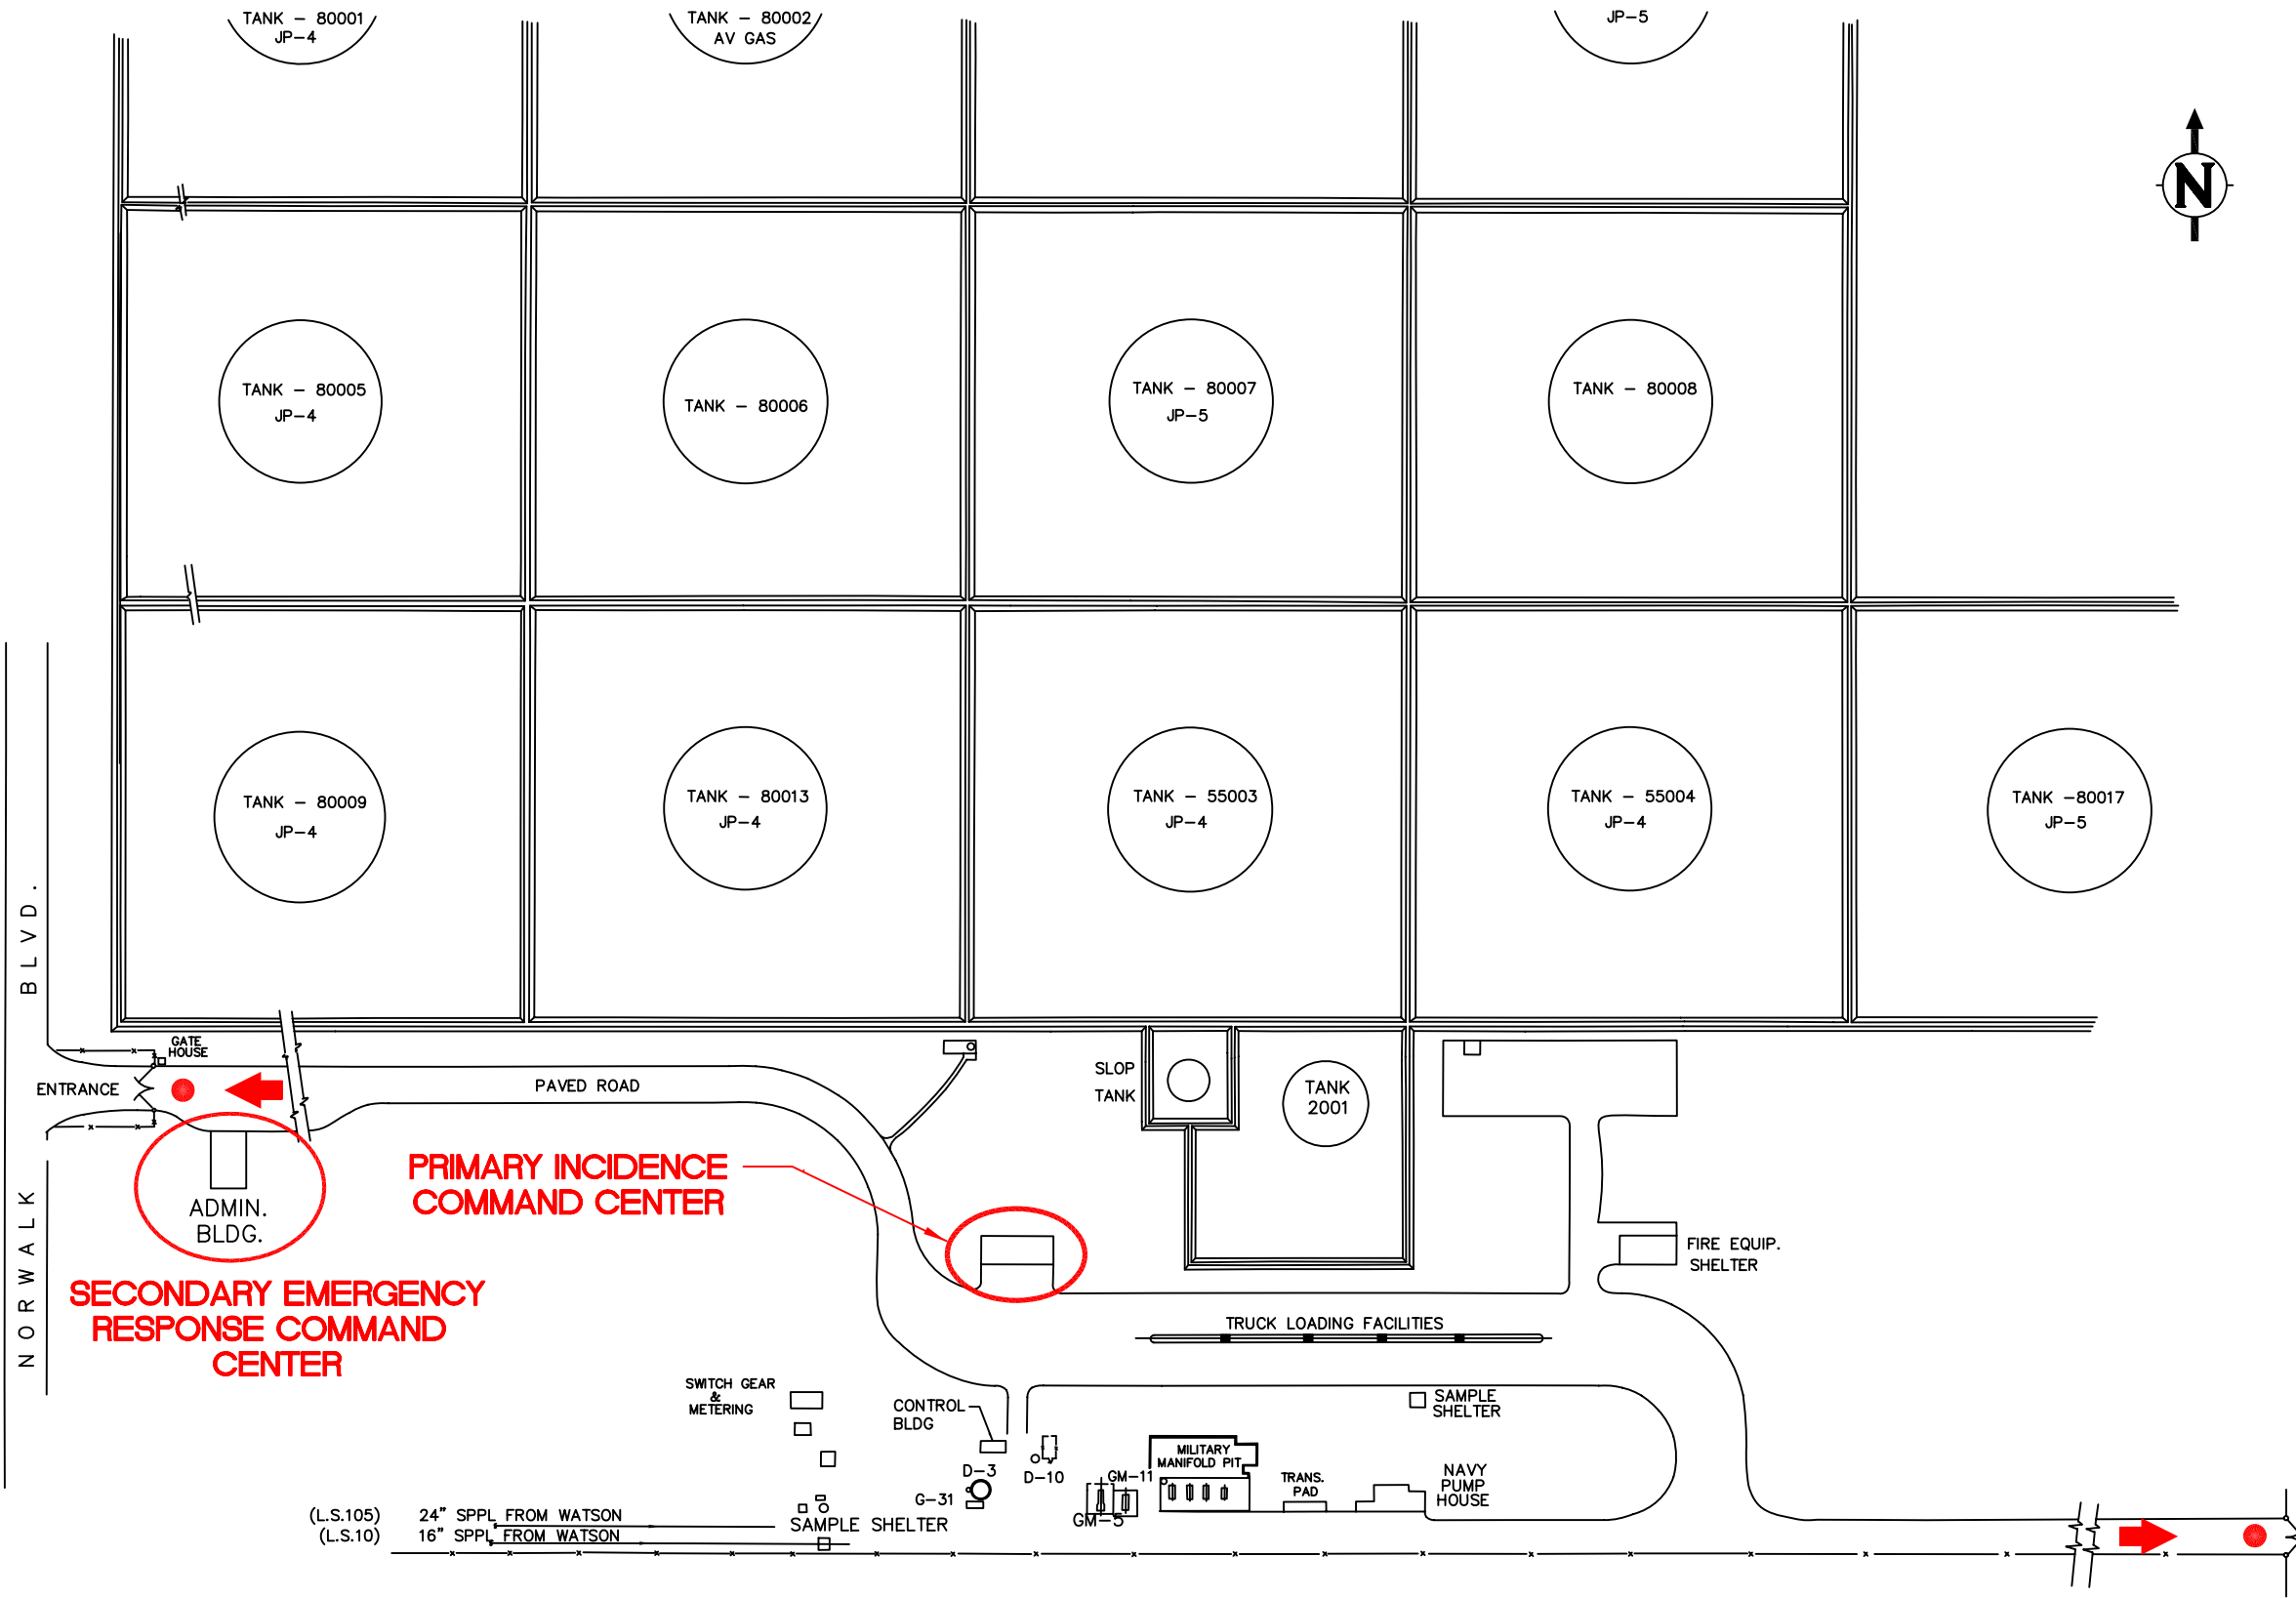 TANK - 80001
JP-4
TANK - 80002
AV GAS
JP-5
N
TANK - 80005
JP-4
TANK - 80006
TANK - 80007
JP-5
TANK - 80008
TANK - 80009
JP-4
TANK - 80013
JP-4
TANK - 55003
JP-4
TANK - 55004
JP-4
TANK -80017
JP-5
NORWALK BLVD.
GATE
HOUSE
ENTRANCE
PAVED ROAD
SLOP
TANK
TANK
2001
ADMIN.
BLDG.
PRIMARY INCIDENCE
COMMAND CENTER
SECONDARY EMERGENCY
RESPONSE COMMAND
CENTER
FIRE EQUIP.
SHELTER
TRUCK LOADING FACILITIES
SWITCH GEAR
&
METERING
CONTROL
BLDG
SAMPLE
SHELTER
D-3
D-10
G-31
GM-11
GM-5
MILITARY
MANIFOLD PIT
TRANS.
PAD
NAVY
PUMP
HOUSE
SAMPLE SHELTER
(L.S.105) 24" SPPL FROM WATSON
(L.S.10) 16" SPPL FROM WATSON